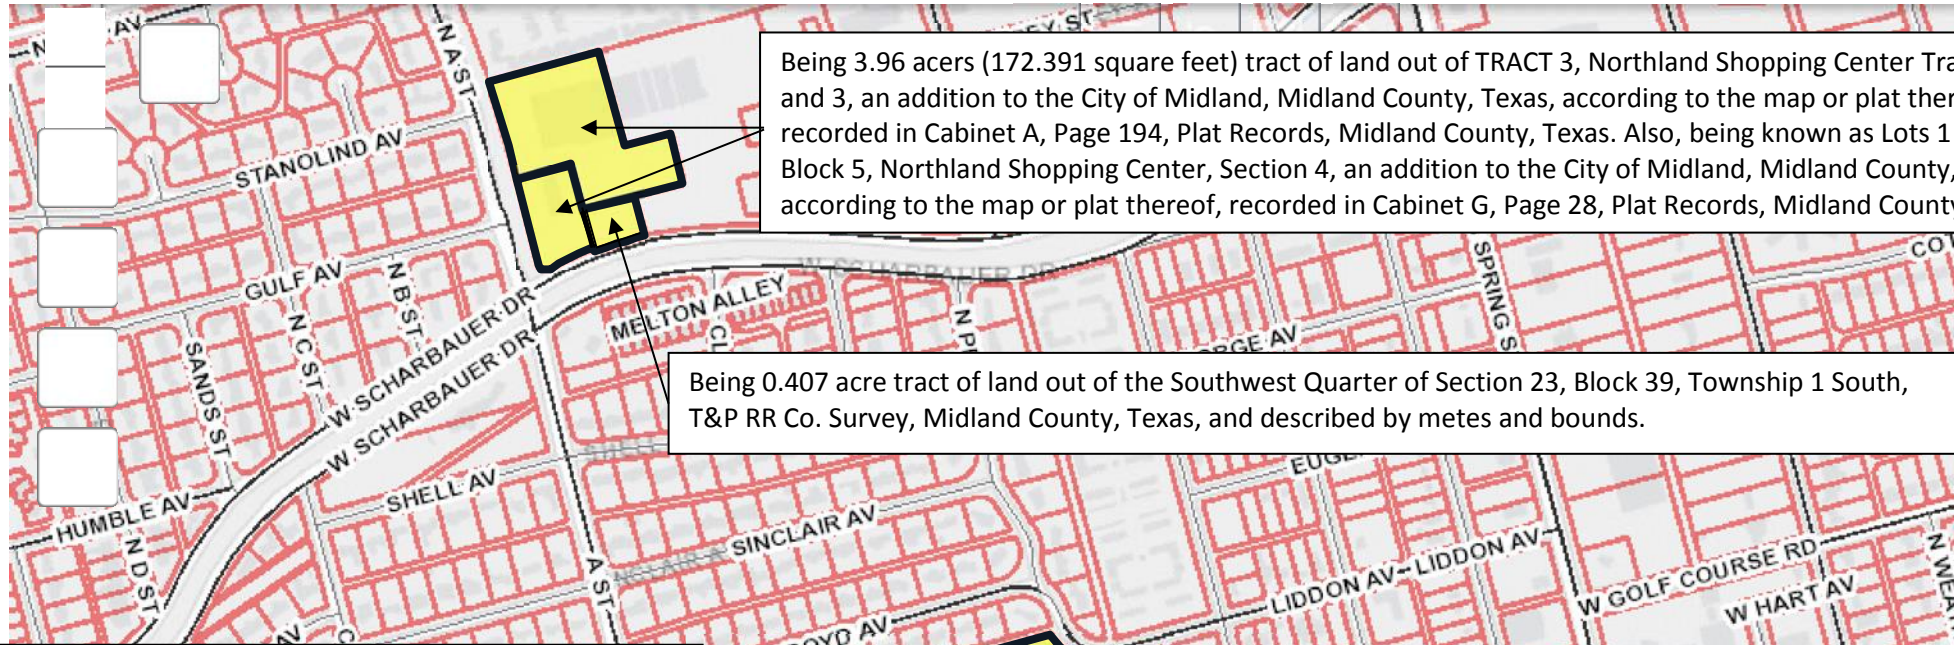 Being 3.96 acers (172.391 square feet) tract of land out of TRACT 3, Northland Shopping Center
and 3, an addition to the City of Midland, Midland County, Texas, according to the map or plat
recorded in Cabinet A, Page 194, Plat Records, Midland County, Texas. Also, being known as Lots 1
Block 5, Northland Shopping Center, Section 4, an addition to the City of Midland, Midland County,
according to the map or plat thereof, recorded in Cabinet G, Page 28, Plat Records, Midland County
Being 0.407 acre tract of land out of the Southwest Quarter of Section 23, Block 39, Township 1 South,
T&P RR Co. Survey, Midland County, Texas, and described by metes and bounds.
N A ST
STANOLIND AV
GULF AV
N B ST
N C ST
SANDS ST
W SCHARBAUER DR
W SCHARBAUER DR
W SCHARBAUER DR
MELTON ALLEY
SPRING S
HUMBLE AV
N D ST
SHELL AV
SHELL
SINCLAIR AV
A ST
LIDDON AV
LIDDON AV
W GOLF COURSE RD
W HART AV